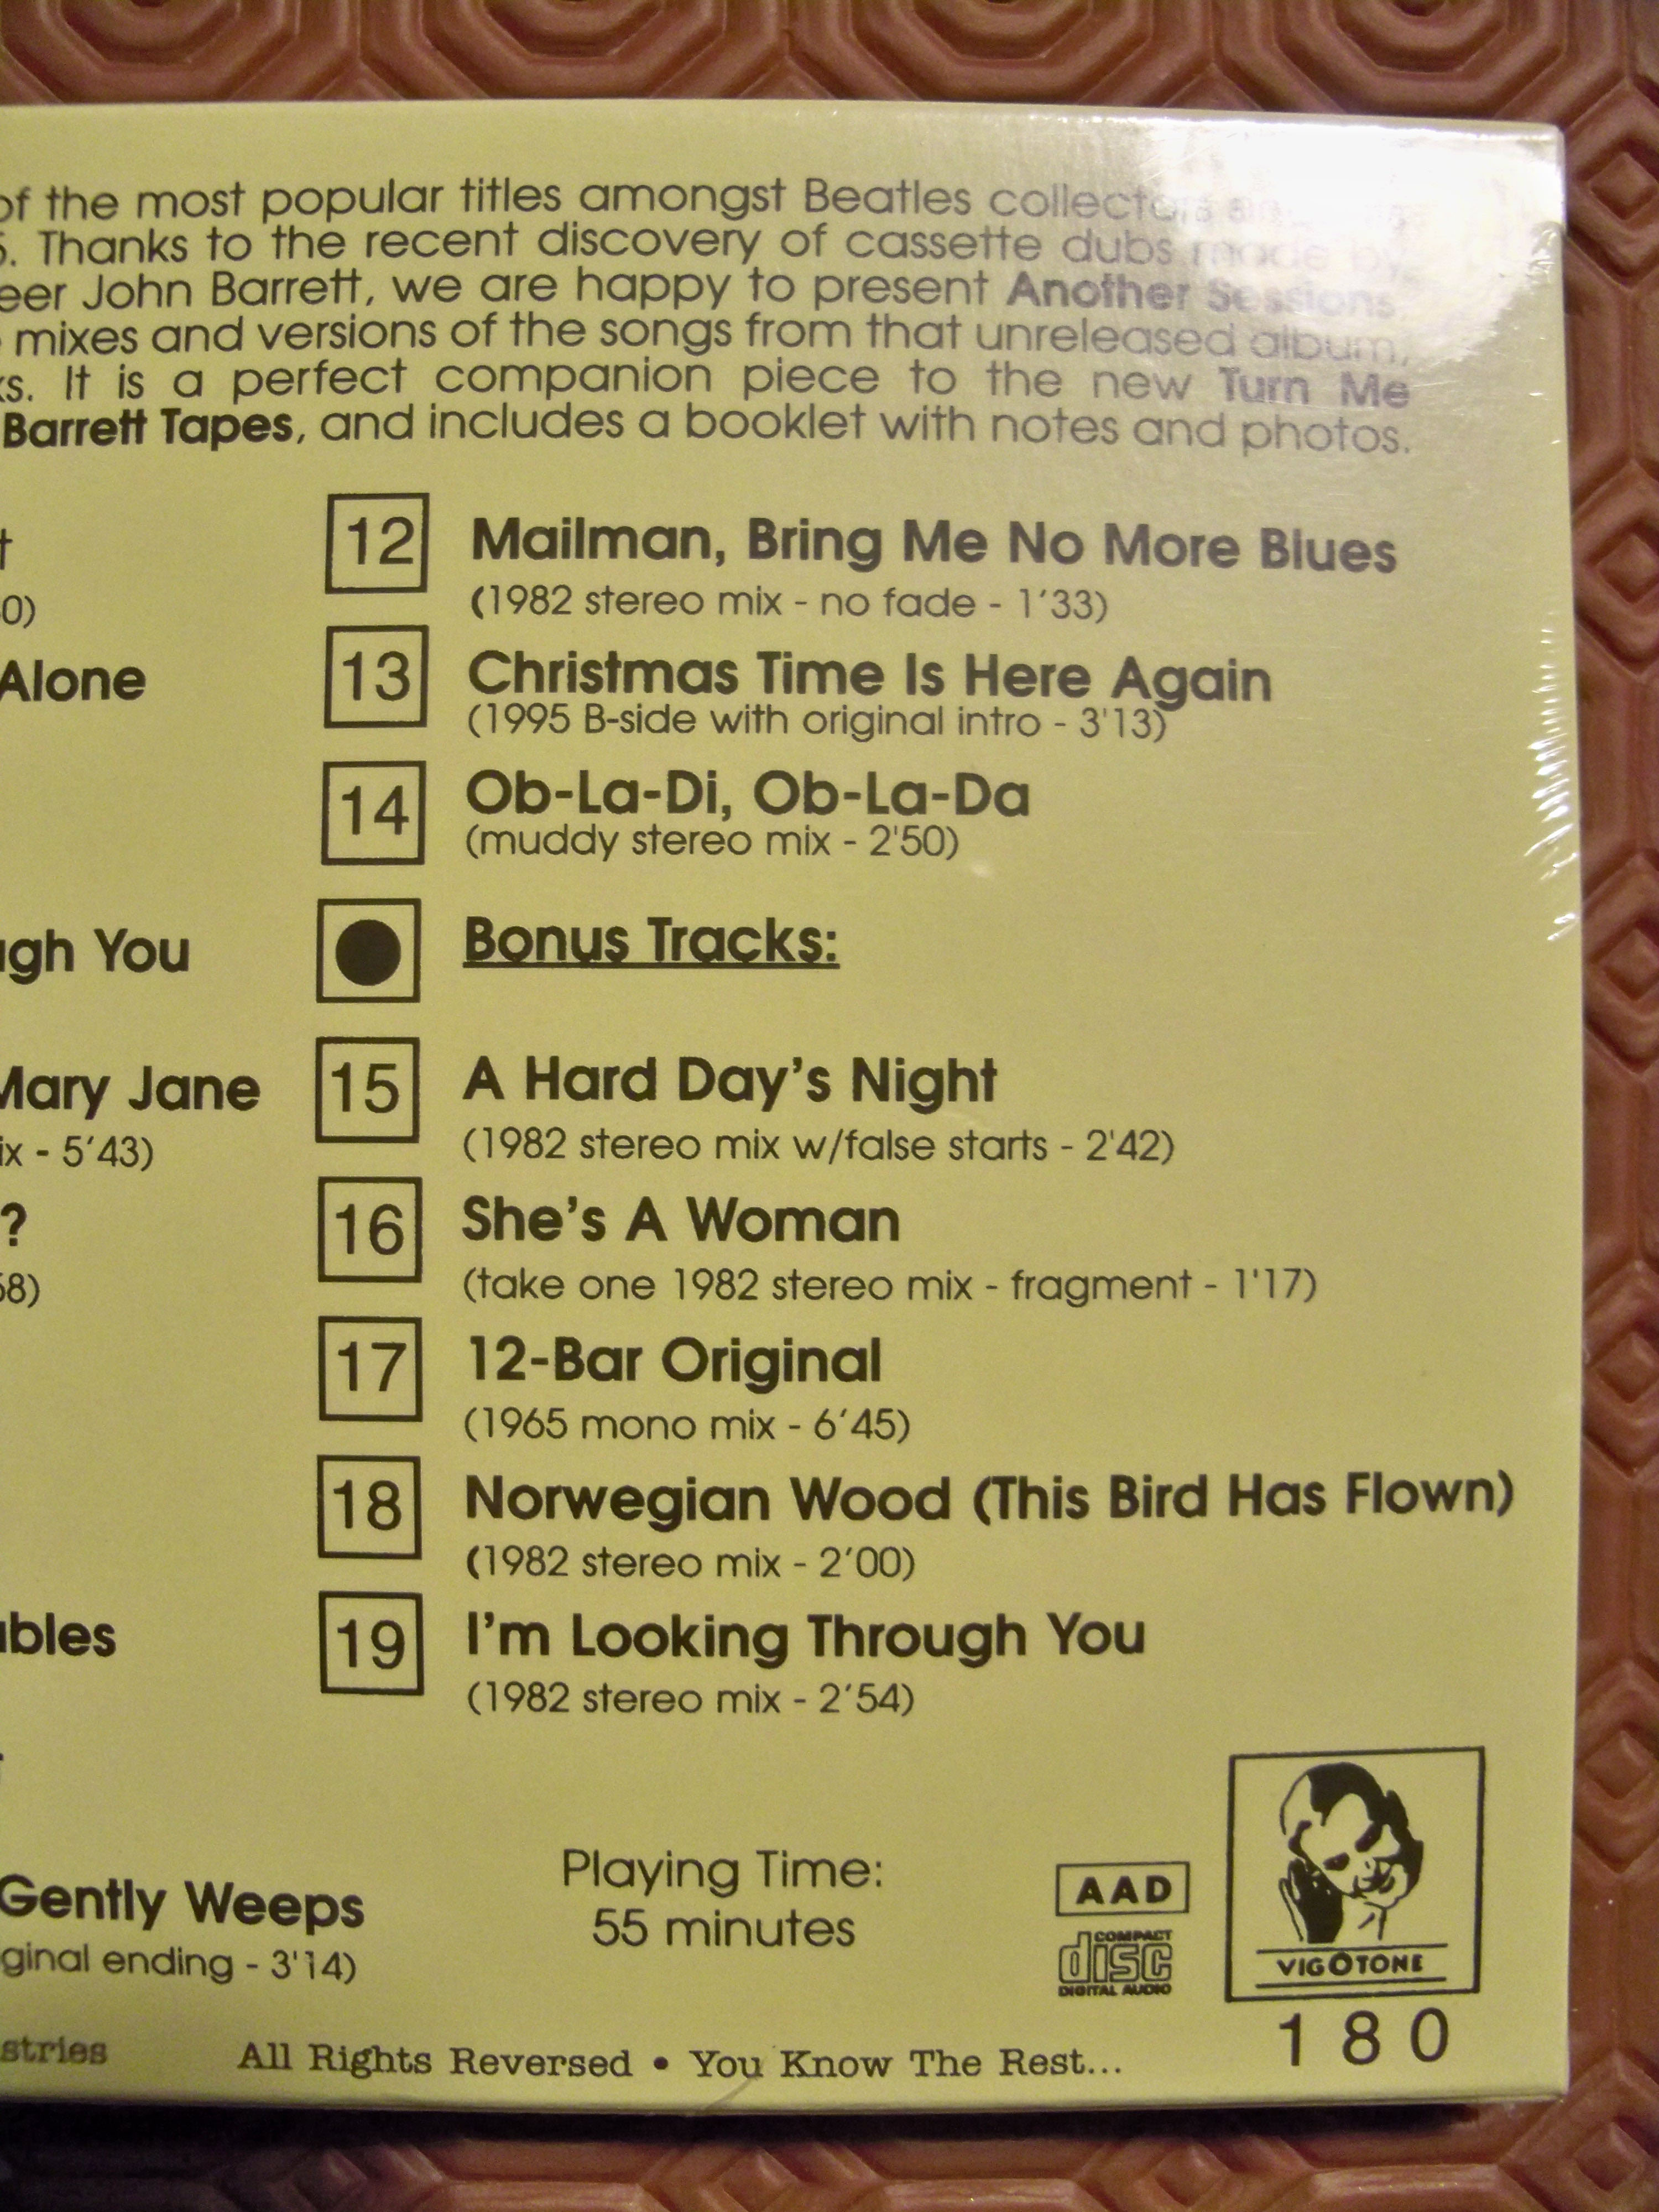 of the most popular titles amongst Beatles
Thanks to the recent discovery of cassette dubs made by
eer John Barrett, we are happy to present Another Sessions,
mixes and versions of the songs from that unreleased album,
ks. It is a perfect companion piece to the new Turn Me
Barrett Tapes, and includes a booklet with notes and photos.
0)
Alone
ugh You
Mary Jane
ix - 5'43)
?
58)
ables
Gently Weeps
ginal ending - 3'14)
12 Mailman, Bring Me No More Blues
(1982 stereo mix - no fade - 1'33)
13 Christmas Time Is Here Again
(1995 B-side with original intro - 3'13)
14 Ob-La-Di, Ob-La-Da
(muddy stereo mix - 2'50)
Bonus Tracks:
15 A Hard Day's Night
(1982 stereo mix w/false starts - 2'42)
16 She's A Woman
(take one 1982 stereo mix - fragment - 1'17)
17 12-Bar Original
(1965 mono mix - 6'45)
18 Norwegian Wood (This Bird Has Flown)
(1982 stereo mix - 2'00)
19 I'm Looking Through You
(1982 stereo mix - 2'54)
Playing Time:
55 minutes
AAD
COMPACT
disc
DIGITAL AUDIO
VIGOTONE
180
stries All Rights Reversed • You Know The Rest...